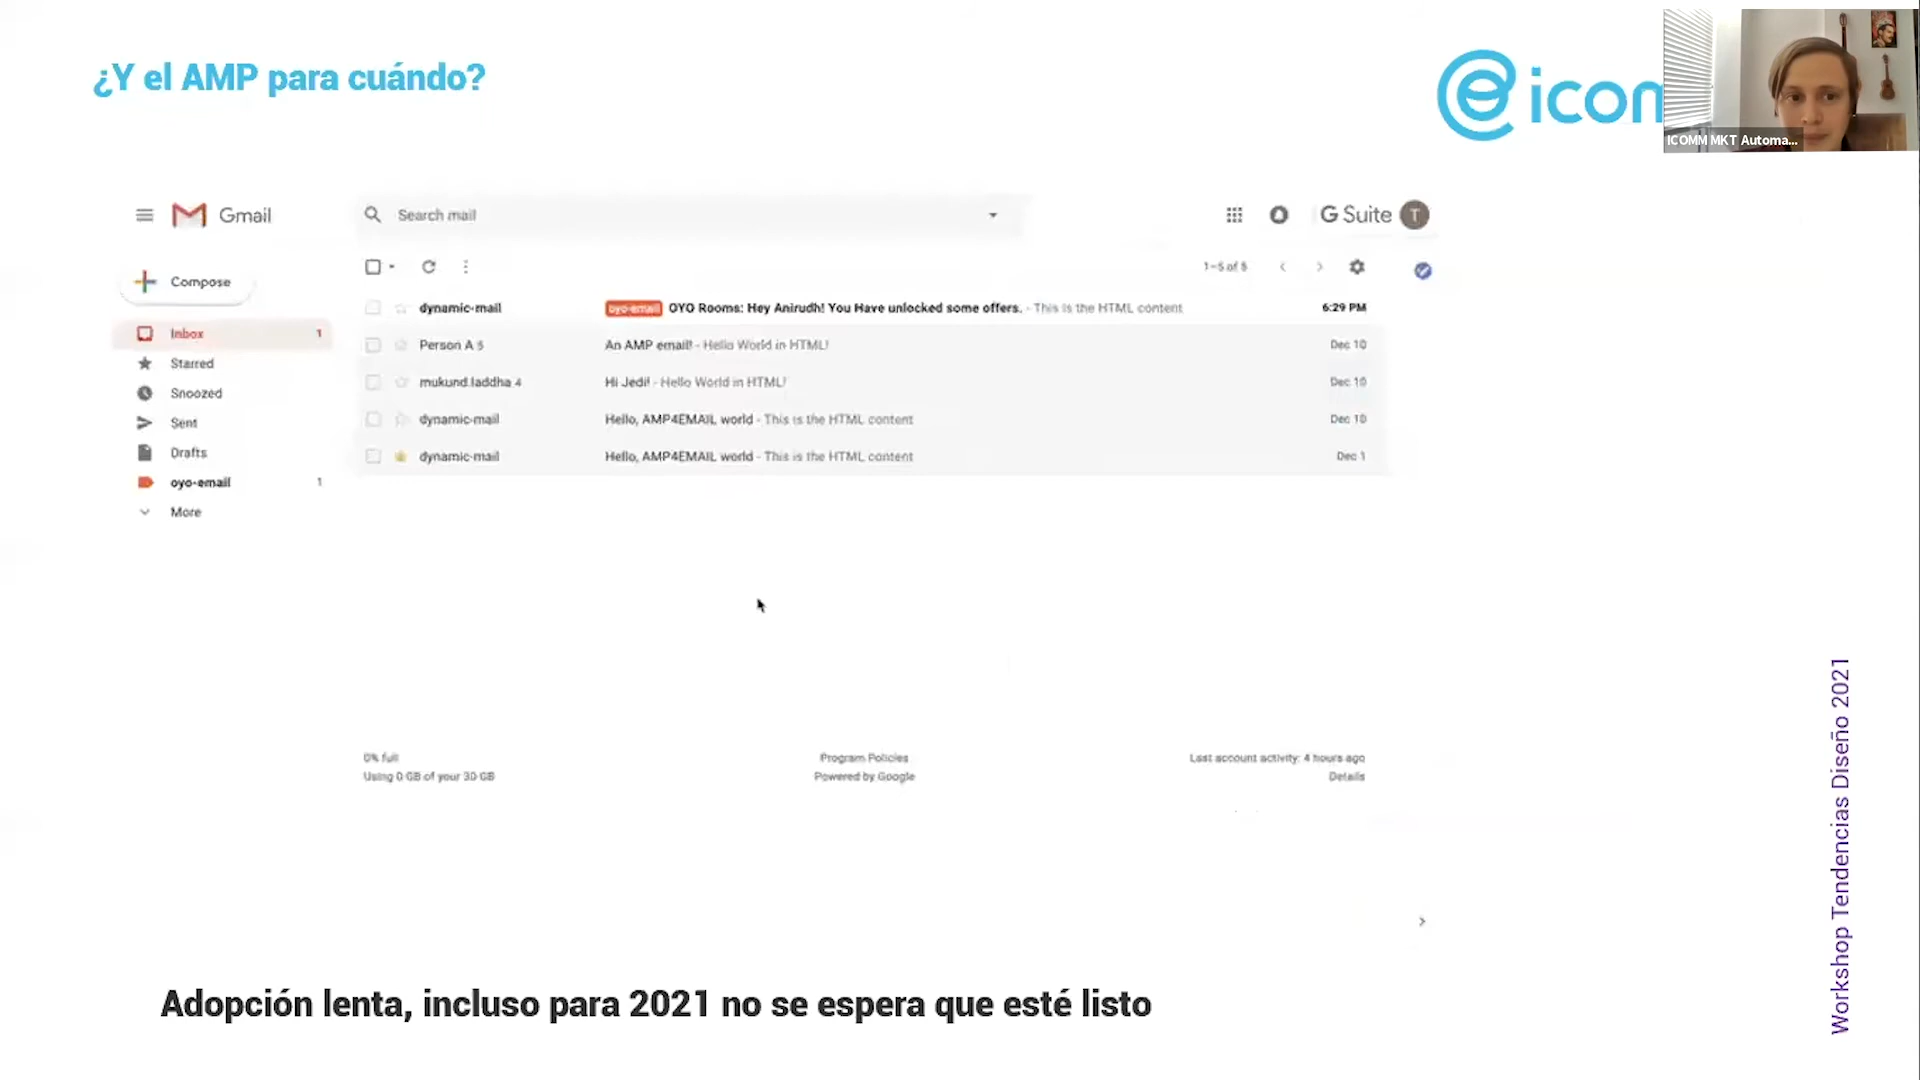 ¿Y el AMP para cuándo?
icom
ICOMM MKT Automa...
Gmail
Search mail
G Suite
T
Compose
1–5 of 5
dynamic-mail
oyo-email OYO Rooms: Hey Anirudh! You Have unlocked some offers. - This is the HTML content
6:29 PM
Inbox
1
Person A 5
An AMP email! - Hello World in HTML!
Dec 10
Starred
mukund.laddha 4
Hi Jedi! - Hello World in HTML!
Dec 10
Snoozed
dynamic-mail
Hello, AMP4EMAIL world - This is the HTML content
Dec 10
Sent
dynamic-mail
Hello, AMP4EMAIL world - This is the HTML content
Dec 1
Drafts
oyo-email
1
More
0% full
Using 0 GB of your 30 GB
Program Policies
Powered by Google
Last account activity: 4 hours ago
Details
Workshop Tendencias Diseño 2021
Adopción lenta, incluso para 2021 no se espera que esté listo